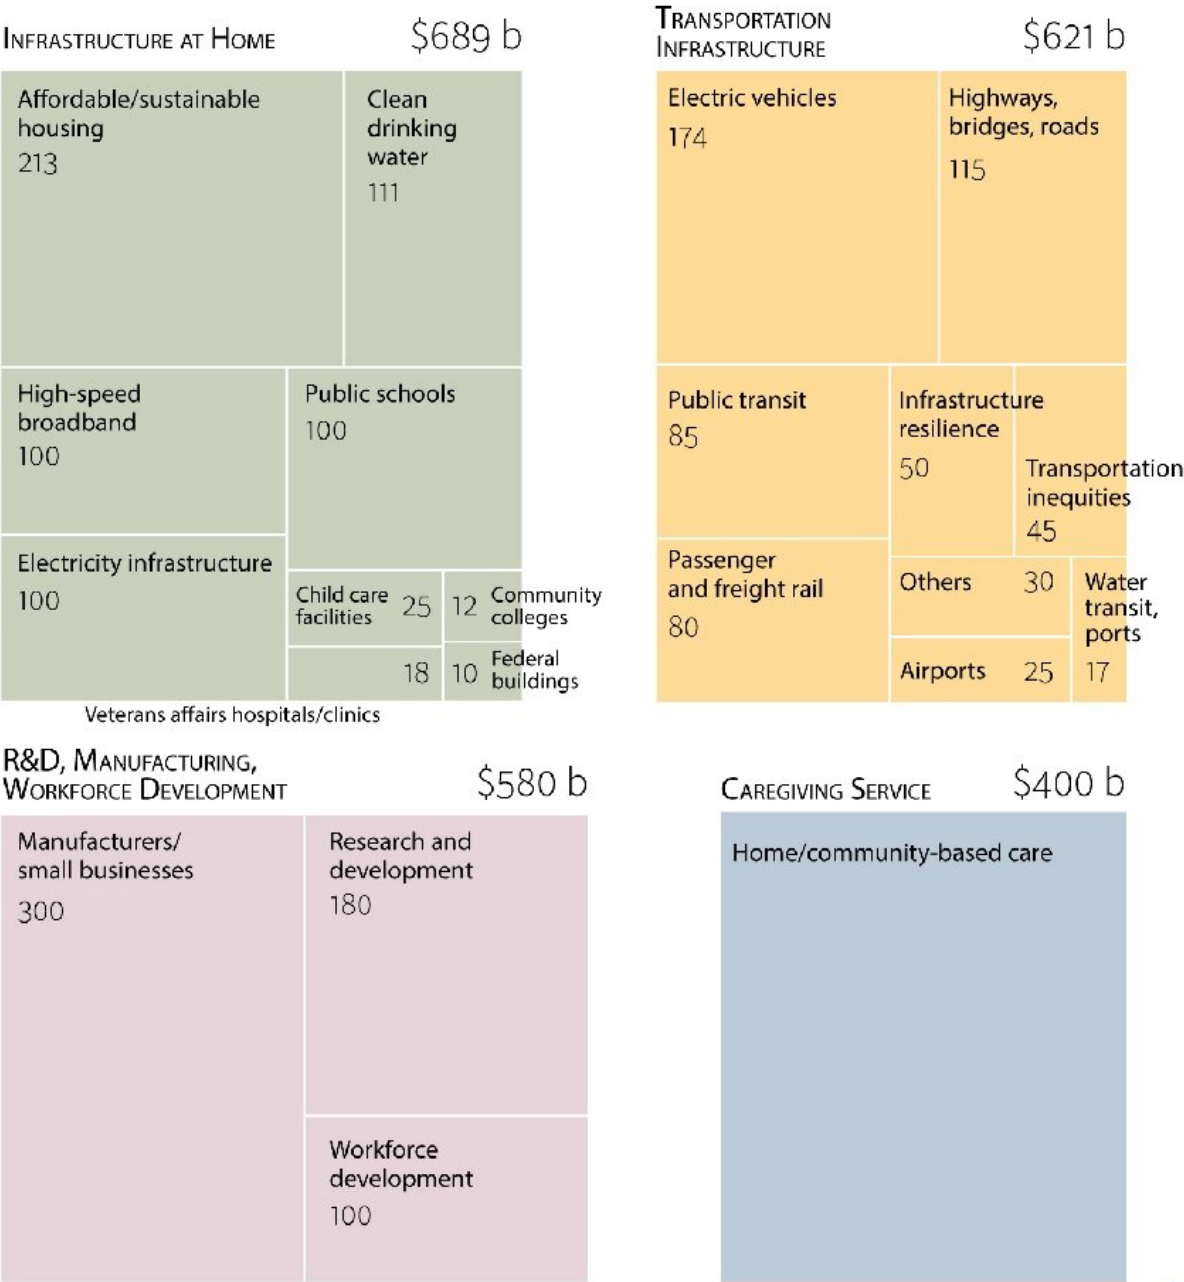 INFRASTRUCTURE AT HOME
$689 b
Affordable/sustainable
housing
213
Clean
drinking
water
111
High-speed
broadband
100
Public schools
100
Electricity infrastructure
100
Child care
facilities
25
12
Community
colleges
18
10
Federal
buildings
Veterans affairs hospitals/clinics
TRANSPORTATION
INFRASTRUCTURE
$621 b
Electric vehicles
174
Highways,
bridges, roads
115
Public transit
85
Infrastructure
resilience
50
Transportation
inequities
45
Passenger
and freight rail
80
Others
30
Water
transit,
ports
17
Airports
25
R&D, MANUFACTURING,
WORKFORCE DEVELOPMENT
$580 b
Manufacturers/
small businesses
300
Research and
development
180
Workforce
development
100
CAREGIVING SERVICE
$400 b
Home/community-based care